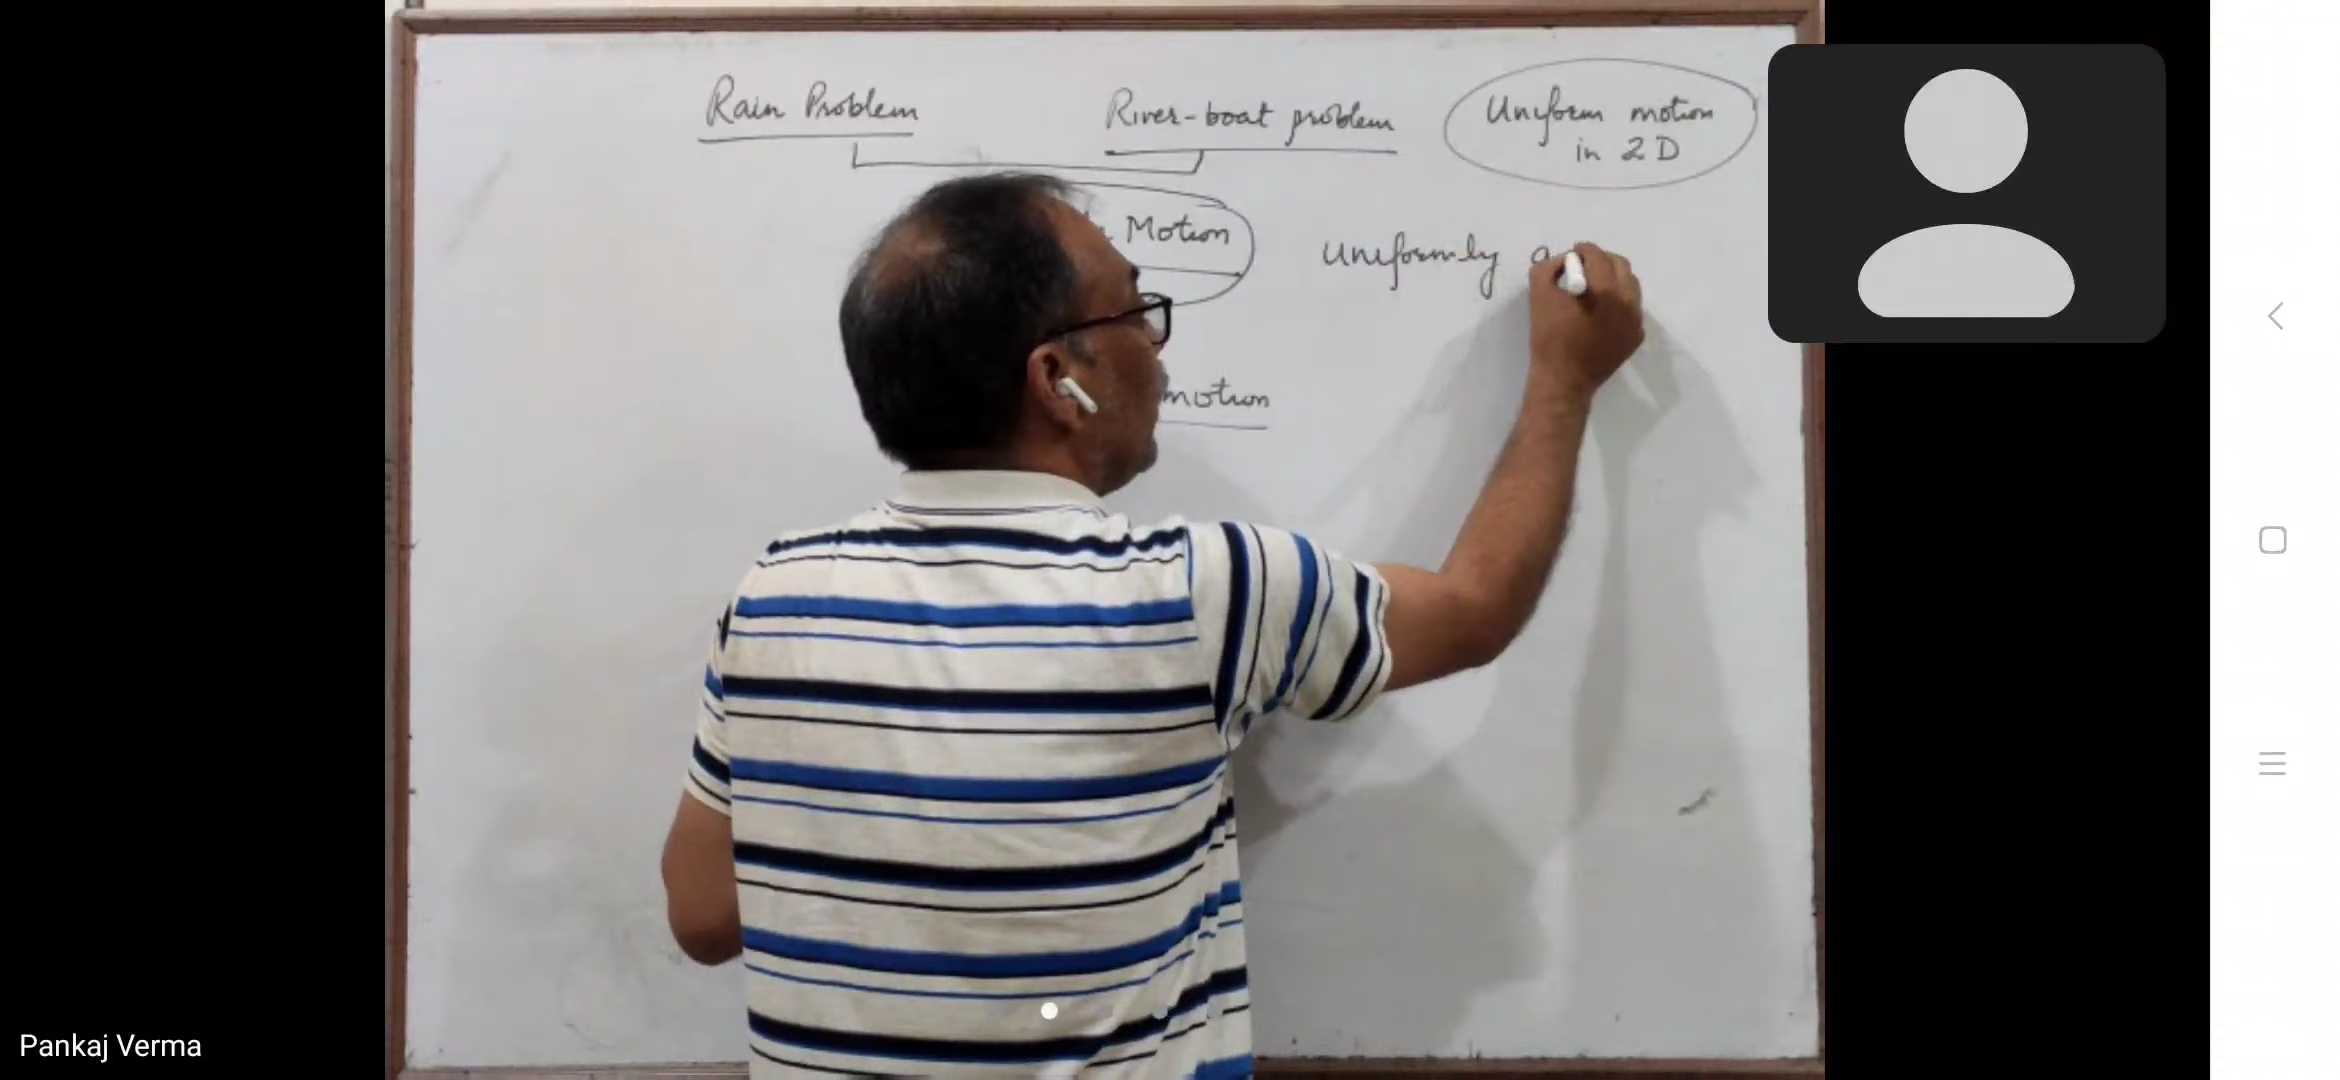 Rain Problem
River-boat problem
Uniform motion
in 2D
Motion
Uniformly
motion
Pankaj Verma